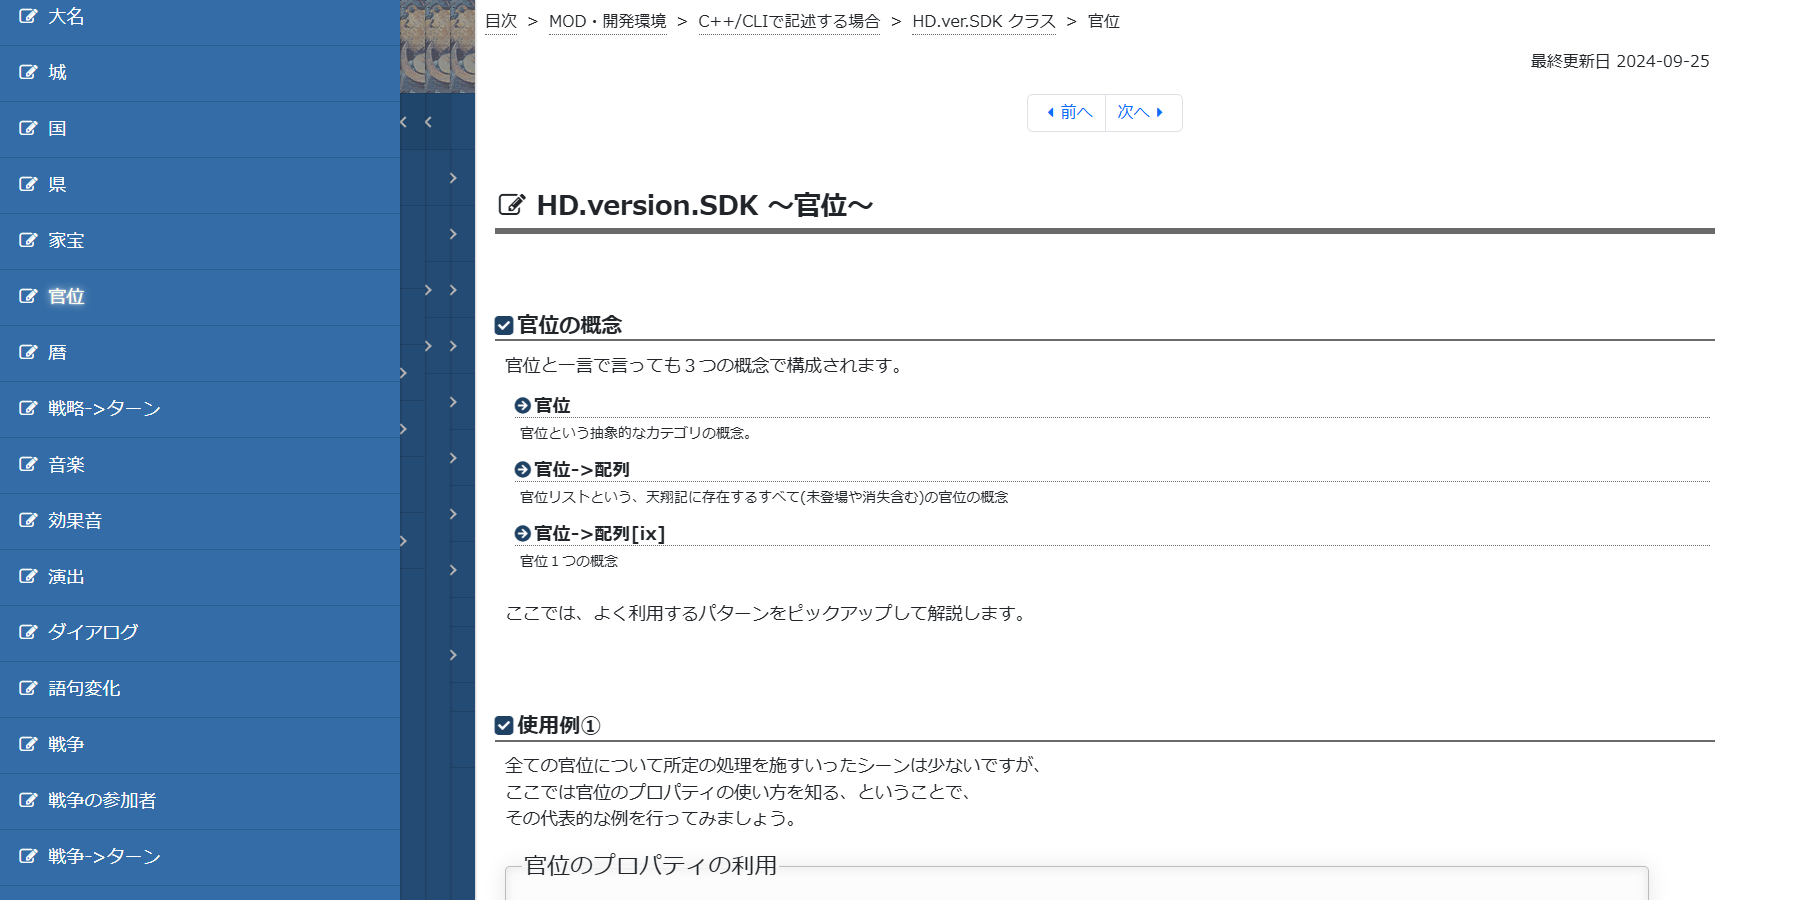 大名
城
国
県
家宝
官位
暦
戦略->ターン
音楽
効果音
演出
ダイアログ
語句変化
戦争
戦争の参加者
戦争->ターン
目次 > MOD・開発環境 > C++/CLIで記述する場合 > HD.ver.SDK クラス > 官位
最終更新日 2024-09-25
前へ 次へ
HD.version.SDK ～官位～
官位の概念
官位と一言で言っても３つの概念で構成されます。
官位
官位という抽象的なカテゴリの概念。
官位->配列
官位リストという、天翔記に存在するすべて(未登場や消失含む)の官位の概念
官位->配列[ix]
官位１つの概念
ここでは、よく利用するパターンをピックアップして解説します。
使用例①
全ての官位について所定の処理を施すいったシーンは少ないですが、
ここでは官位のプロパティの使い方を知る、ということで、
その代表的な例を行ってみましょう。
官位のプロパティの利用